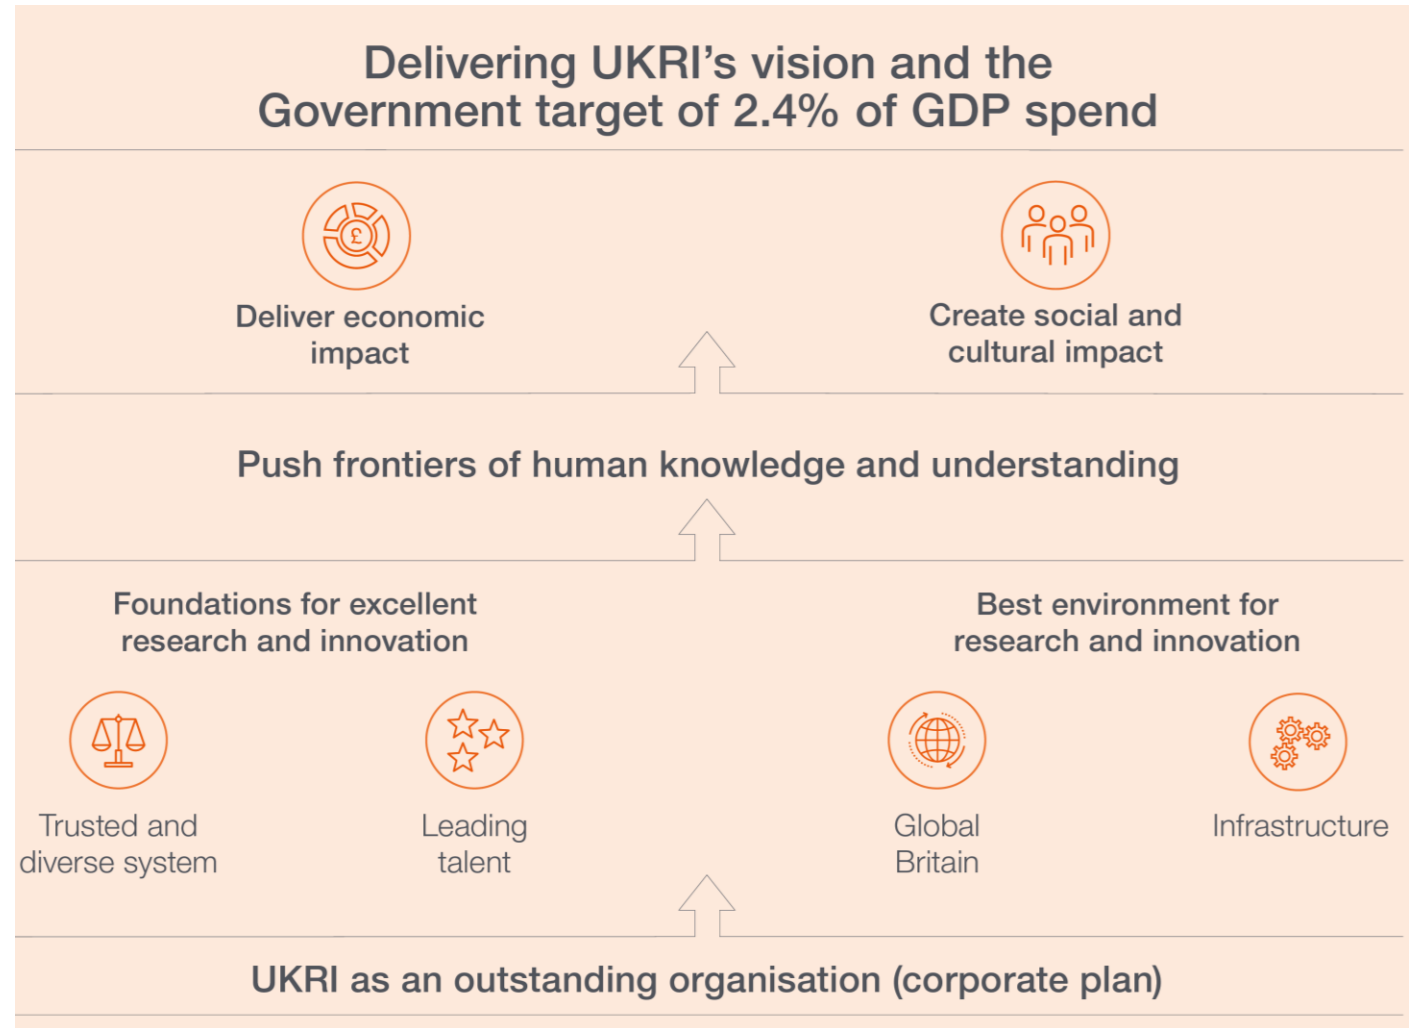 Delivering UKRI's vision and the
Government target of 2.4% of GDP spend
£
Deliver economic
impact
Create social and
cultural impact
Push frontiers of human knowledge and understanding
Foundations for excellent
research and innovation
Best environment for
research and innovation
Trusted and
diverse system
Leading
talent
Global
Britain
Infrastructure
UKRI as an outstanding organisation (corporate plan)